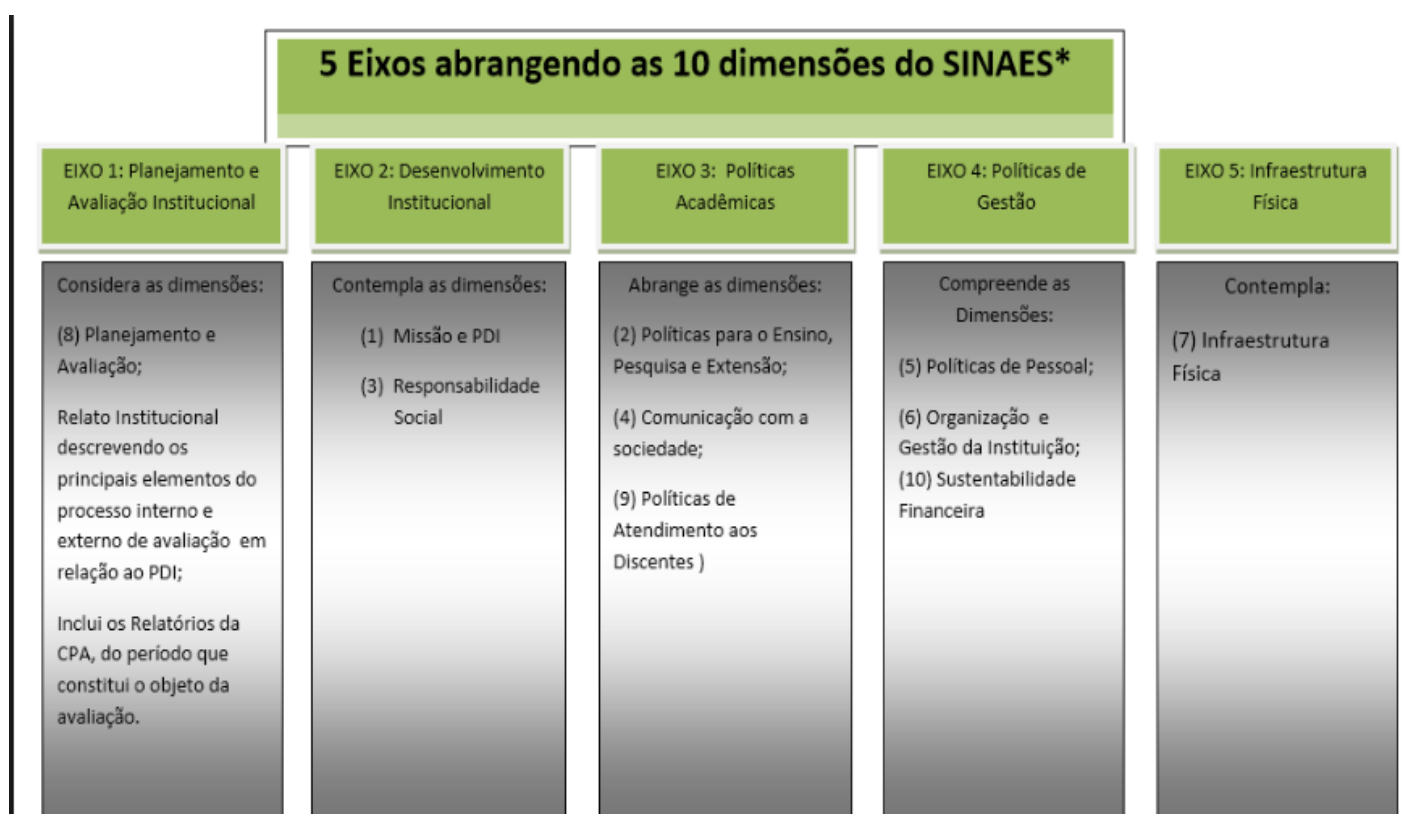 5 Eixos abrangendo as 10 dimensões do SINAES*
EIXO 1: Planejamento e
Avaliação Institucional
EIXO 2: Desenvolvimento
Institucional
EIXO 3: Políticas
Acadêmicas
EIXO 4: Políticas de
Gestão
EIXO 5: Infraestrutura
Física
Considera as dimensões:
(8) Planejamento e
Avaliação;
Relato Institucional
descrevendo os
principais elementos do
processo interno e
externo de avaliação em
relação ao PDI;
Inclui os Relatórios da
CPA, do período que
constitui o objeto da
avaliação.
Contempla as dimensões:
(1) Missão e PDI
(3) Responsabilidade
Social
Abrange as dimensões:
(2) Políticas para o Ensino,
Pesquisa e Extensão;
(4) Comunicação com a
sociedade;
(9) Políticas de
Atendimento aos
Discentes )
Compreende as
Dimensões:
(5) Políticas de Pessoal;
(6) Organização e
Gestão da Instituição;
(10) Sustentabilidade
Financeira
Contempla:
(7) Infraestrutura
Física